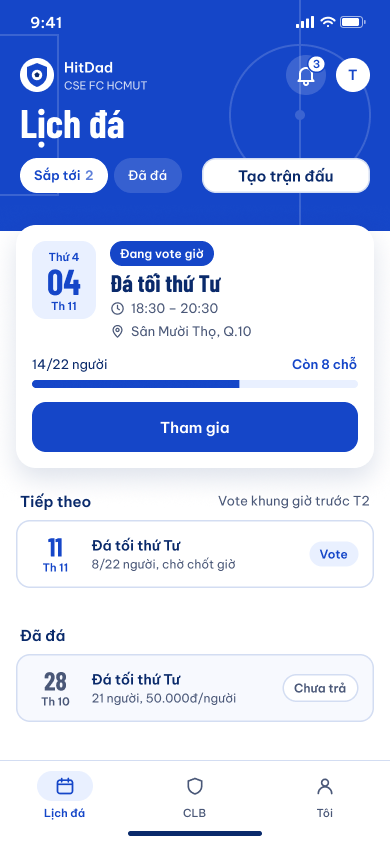 9:41
HitDad
CSE FC HCMUT
3
T
Lịch đá
Sắp tới 2
Đã đá
Tạo trận đấu
Thứ 4
04
Th 11
Đang vote giờ
Đá tối thứ Tư
18:30 – 20:30
Sân Mười Thọ, Q.10
14/22 người
Còn 8 chỗ
Tham gia
Tiếp theo
Vote khung giờ trước T2
11
Th 11
Đá tối thứ Tư
8/22 người, chờ chốt giờ
Vote
Đã đá
28
Th 10
Đá tối thứ Tư
21 người, 50.000đ/người
Chưa trả
Lịch đá
CLB
Tôi